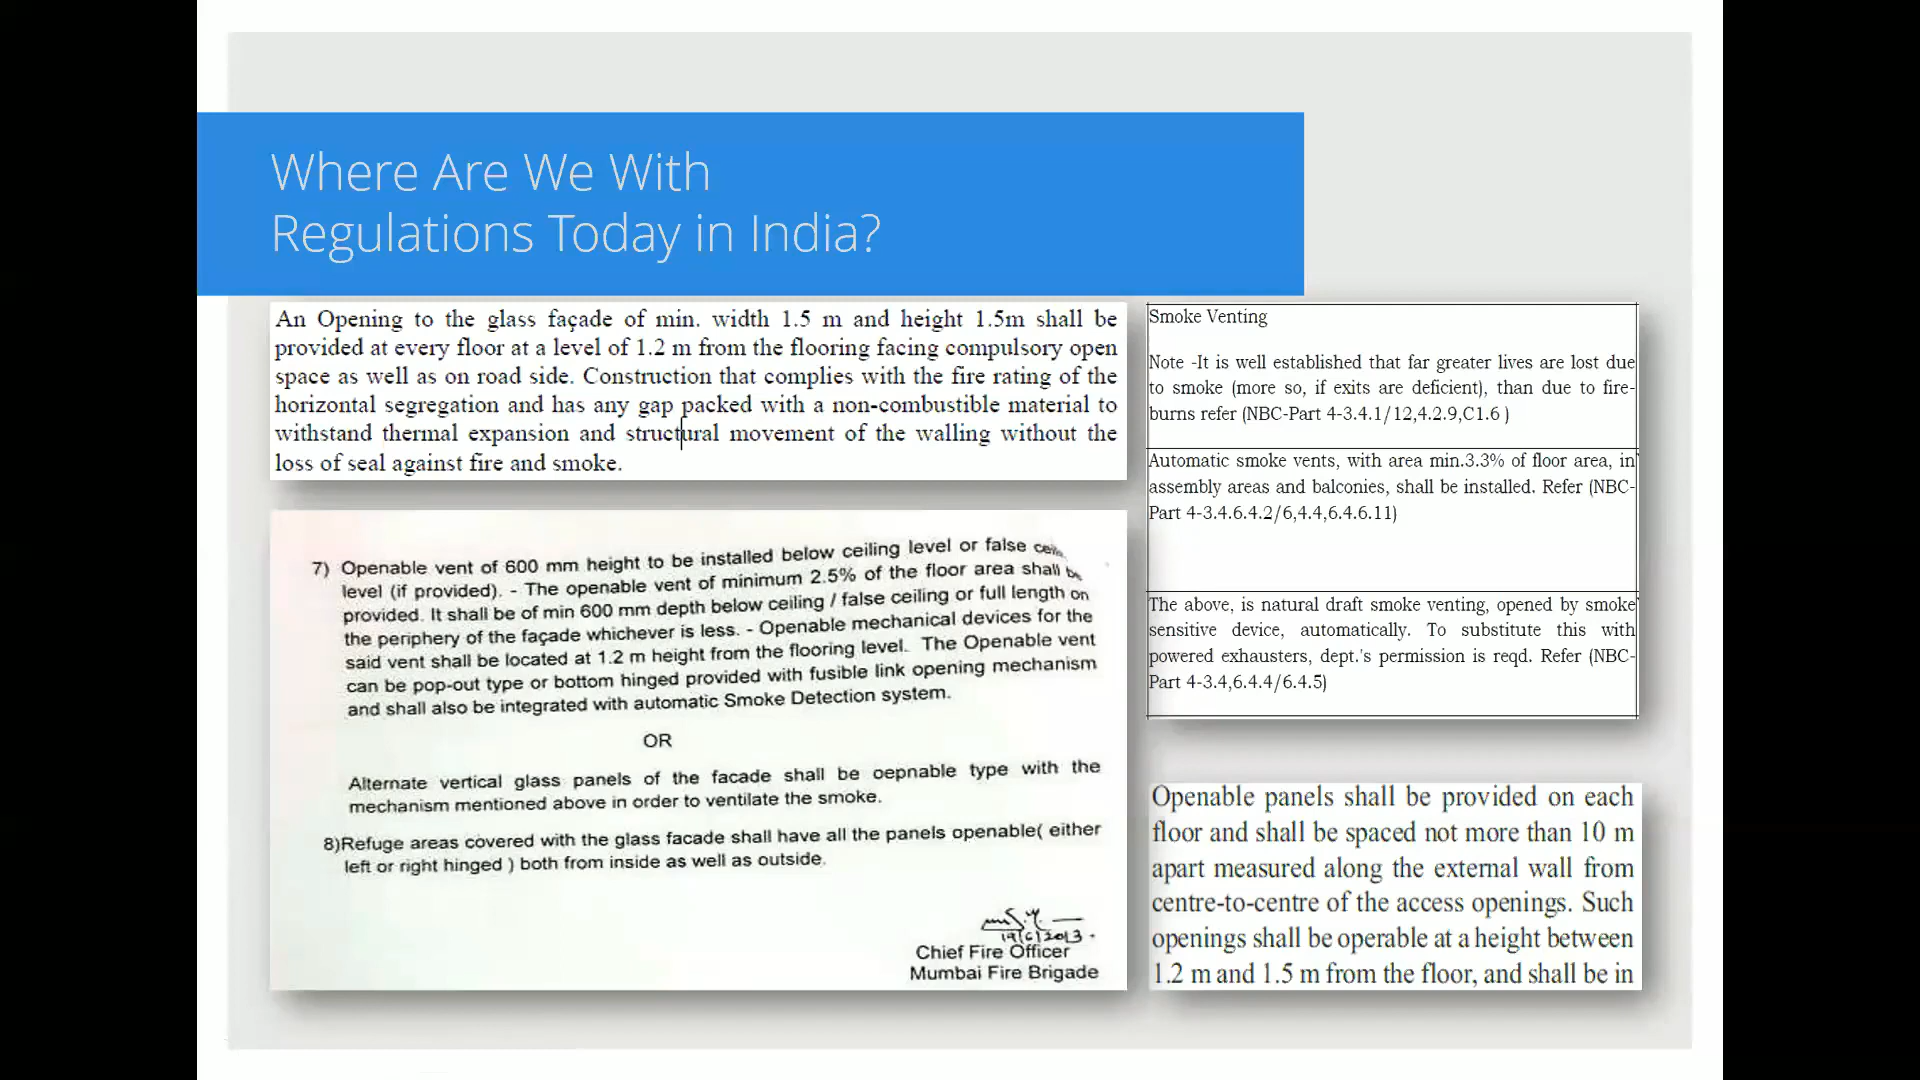 Where Are We With
Regulations Today in India?
An Opening to the glass façade of min. width 1.5 m and height 1.5m shall be
provided at every floor at a level of 1.2 m from the flooring facing compulsory open
space as well as on road side. Construction that complies with the fire rating of the
horizontal segregation and has any gap packed with a non-combustible material to
withstand thermal expansion and structural movement of the walling without the
loss of seal against fire and smoke.
7) Openable vent of 600 mm height to be installed below ceiling level or false
level (if provided). - The openable vent of minimum 2.5% of the floor area shall be
provided. It shall be of min 600 mm depth below ceiling / false ceiling or full length on
the periphery of the façade whichever is less. - Openable mechanical devices for the
said vent shall be located at 1.2 m height from the flooring level. The Openable vent
can be pop-out type or bottom hinged provided with fusible link opening mechanism
and shall also be integrated with automatic Smoke Detection system.
OR
Alternate vertical glass panels of the facade shall be oepnable type with the
mechanism mentioned above in order to ventilate the smoke.
8)Refuge areas covered with the glass facade shall have all the panels openable( either
left or right hinged ) both from inside as well as outside.
19/6/2013
Chief Fire Officer
Mumbai Fire Brigade
Smoke Venting
Note -It is well established that far greater lives are lost due
to smoke (more so, if exits are deficient), than due to fire-
burns refer (NBC-Part 4-3.4.1/12,4.2.9,C1.6 )
Automatic smoke vents, with area min.3.3% of floor area, in
assembly areas and balconies, shall be installed. Refer (NBC-
Part 4-3.4.6.4.2/6,4.4,6.4.6.11)
The above, is natural draft smoke venting, opened by smoke
sensitive device, automatically. To substitute this with
powered exhausters, dept.'s permission is reqd. Refer (NBC-
Part 4-3.4,6.4.4/6.4.5)
Openable panels shall be provided on each
floor and shall be spaced not more than 10 m
apart measured along the external wall from
centre-to-centre of the access openings. Such
openings shall be operable at a height between
1.2 m and 1.5 m from the floor, and shall be in